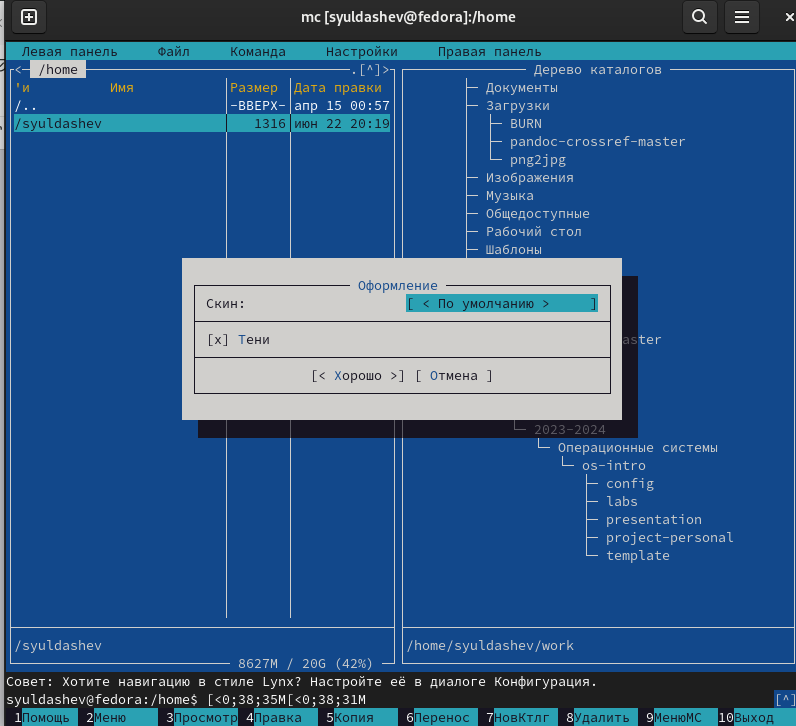 mc [syuldashev@fedora]:/home
Левая панель Файл Команда Настройки Правая панель
<─ /home .[^]>
Дерево каталогов
'и Имя Размер Дата правки
/.. -ВВЕРХ- апр 15 00:57
/syuldashev 1316 июн 22 20:19
Документы
Загрузки
BURN
pandoc-crossref-master
png2jpg
Изображения
Музыка
Общедоступные
Рабочий стол
Шаблоны
Оформление
Скин: [ < По умолчанию > ]
[x] Тени
[< Хорошо >] [ Отмена ]
aster
2023-2024
Операционные системы
os-intro
config
labs
presentation
project-personal
template
/syuldashev
8627M / 20G (42%)
/home/syuldashev/work
Совет: Хотите навигацию в стиле Lynx? Настройте её в диалоге Конфигурация.
syuldashev@fedora:/home$ [<0;38;35M[<0;38;31M [^]
1Помощь 2Меню 3Просмотр 4Правка 5Копия 6Перенос 7НовКтлг 8Удалить 9МенюMC 10Выход